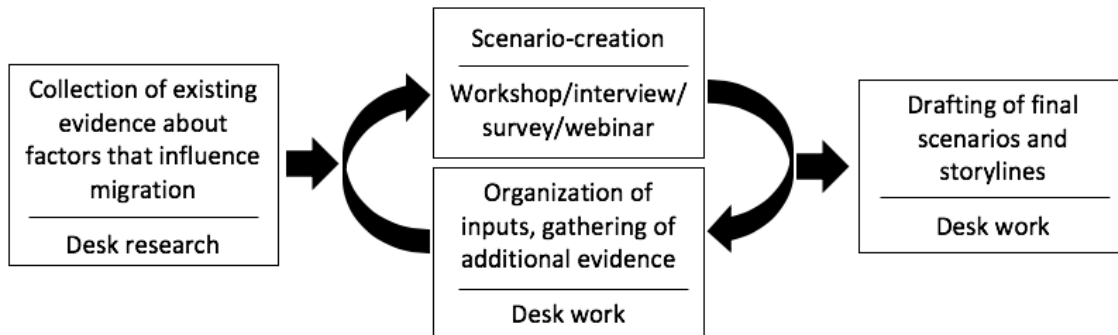 Collection of existing
evidence about
factors that influence
migration
Desk research
Scenario-creation
Workshop/interview/
survey/webinar
Organization of
inputs, gathering of
additional evidence
Desk work
Drafting of final
scenarios and
storylines
Desk work